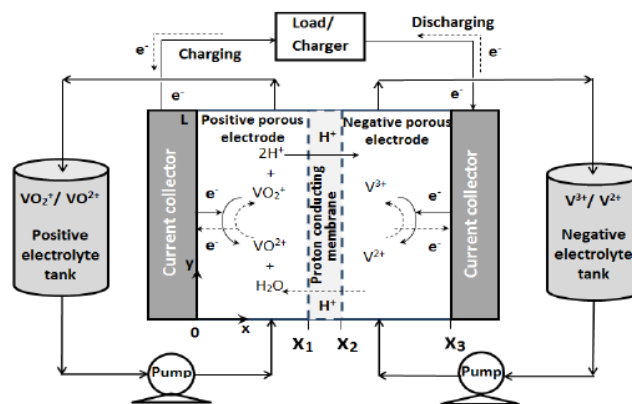 Load/
Charger
Discharging
Charging
e⁻
e⁻
e⁻
e⁻
L
Positive porous
electrode
H⁺
Negative porous
electrode
2H⁺
+
VO₂⁺
VO²⁺
+
H₂O
e⁻
e⁻
V³⁺
V²⁺
e⁻
e⁻
H⁺
Current collector
Proton conducting
membrane
Current collector
VO₂⁺/ VO²⁺
Positive
electrolyte
tank
V³⁺/ V²⁺
Negative
electrolyte
tank
y
0
x
X₁
X₂
X₃
Pump
Pump